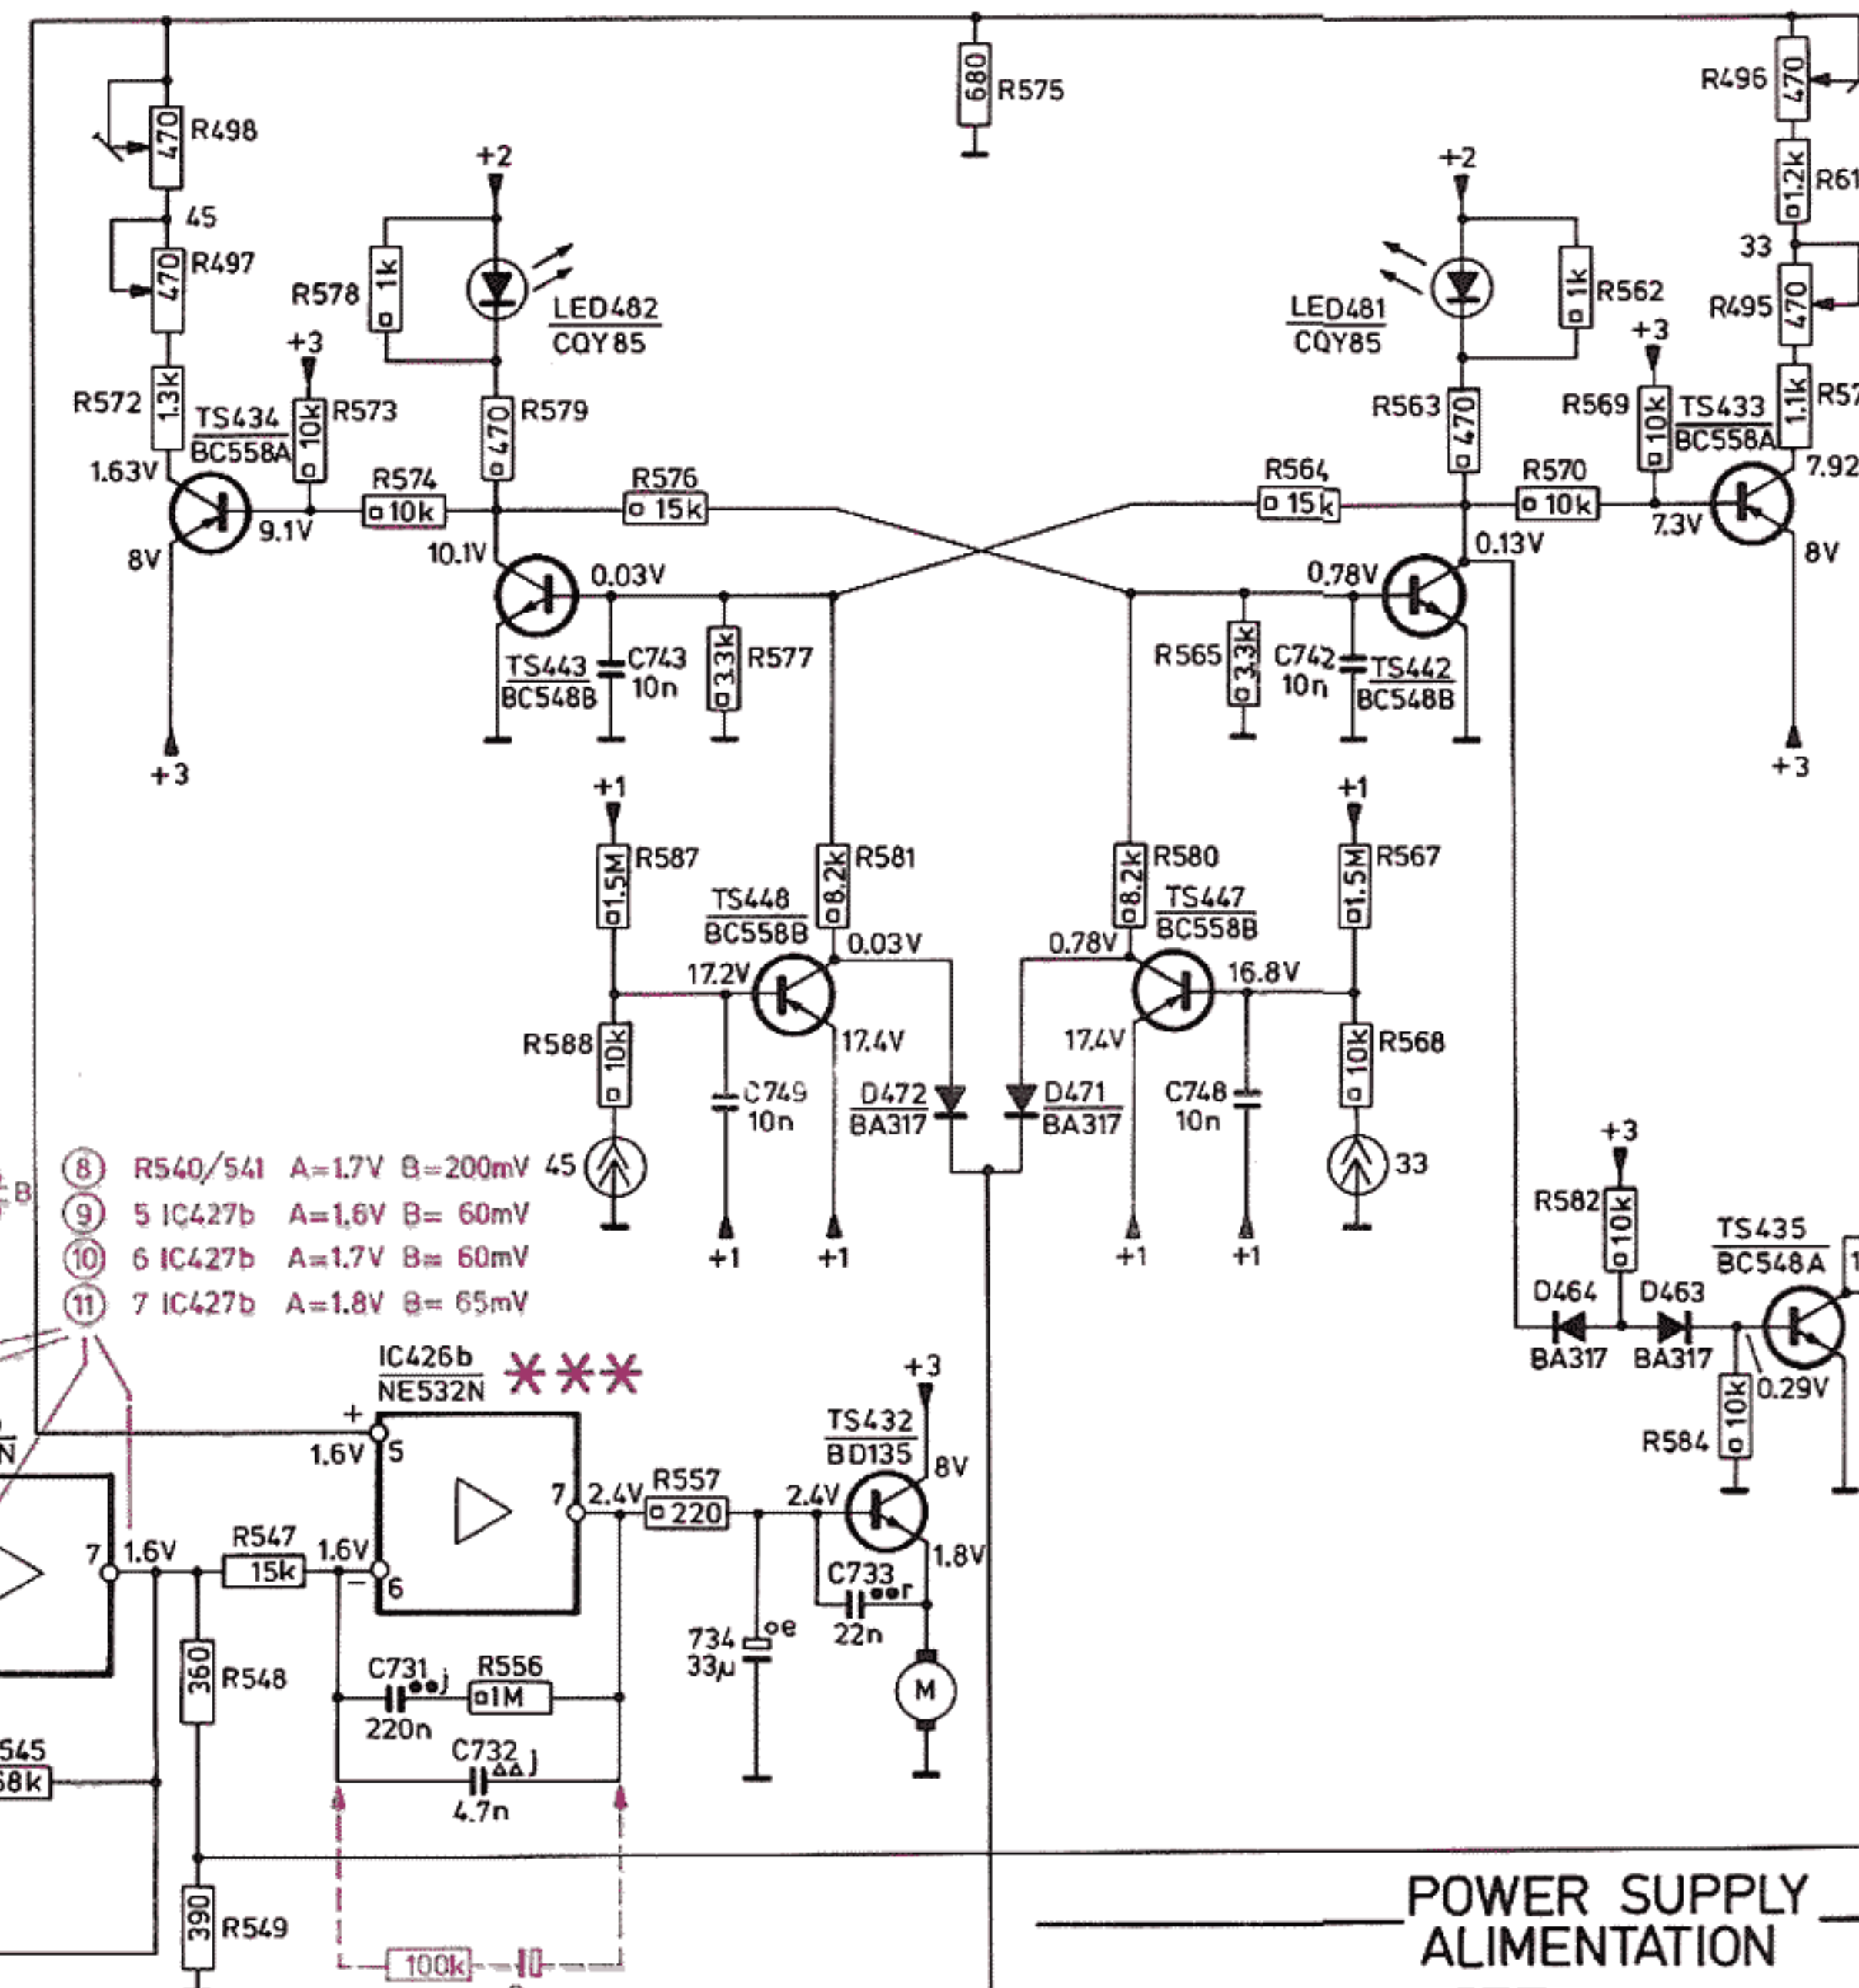 R498
470
45
R497
470
R572
1.3k
+3
R573
10k
TS434
BC558A
1.63V
8V
9.1V
+3
+2
R578
1k
LED482
CQY85
R579
470
R574
10k
R576
15k
10.1V
0.03V
TS443
BC548B
C743
10n
R577
3.3k
680
R575
+2
LED481
CQY85
R562
1k
R563
470
R564
15k
R570
10k
+3
R569
10k
TS433
BC558A
R496
470
1.2k
R61
33
R495
470
1.1k
R57
7.92
7.3V
8V
+3
0.13V
0.78V
R565
3.3k
C742
10n
TS442
BC548B
+1
R587
1.5M
TS448
BC558B
R581
8.2k
17.2V
0.03V
17.4V
R588
10k
C749
10n
D472
BA317
45
+1
+1
R580
8.2k
TS447
BC558B
+1
R567
1.5M
0.78V
16.8V
17.4V
R568
10k
D471
BA317
C748
10n
33
+1
+1
B
8 R540/541 A=1.7V B=200mV
9 5 IC427b A=1.6V B= 60mV
10 6 IC427b A=1.7V B= 60mV
11 7 IC427b A=1.8V B= 65mV
+3
R582
10k
D464
BA317
D463
BA317
TS435
BC548A
1
0.29V
R584
10k
IC426b
NE532N
***
+
1.6V
5
7
2.4V
R557
220
2.4V
+3
TS432
BD135
8V
1.8V
N
7
1.6V
R547
15k
1.6V
–
6
C733 r
22n
734 e
33µ
M
360
R548
C731 j
220n
R556
1M
C732 j
4.7n
545
68k
390
R549
100k
POWER SUPPLY
ALIMENTATION